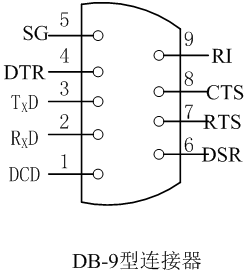 SG 5
9 RI
DTR 4
8 CTS
TXD 3
7 RTS
RXD 2
6 DSR
DCD 1
DB-9型连接器